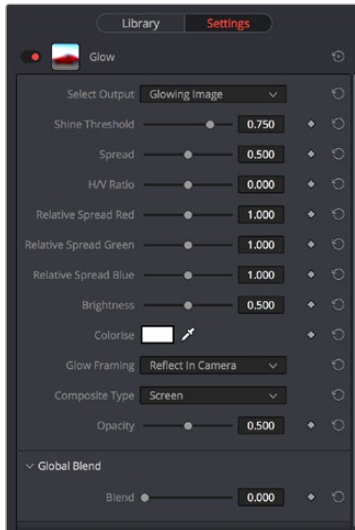 Library Settings
Glow
Select Output Glowing Image
Shine Threshold 0.750
Spread 0.500
H/V Ratio 0.000
Relative Spread Red 1.000
Relative Spread Green 1.000
Relative Spread Blue 1.000
Brightness 0.500
Colorise
Glow Framing Reflect In Camera
Composite Type Screen
Opacity 0.500
Global Blend
Blend 0.000